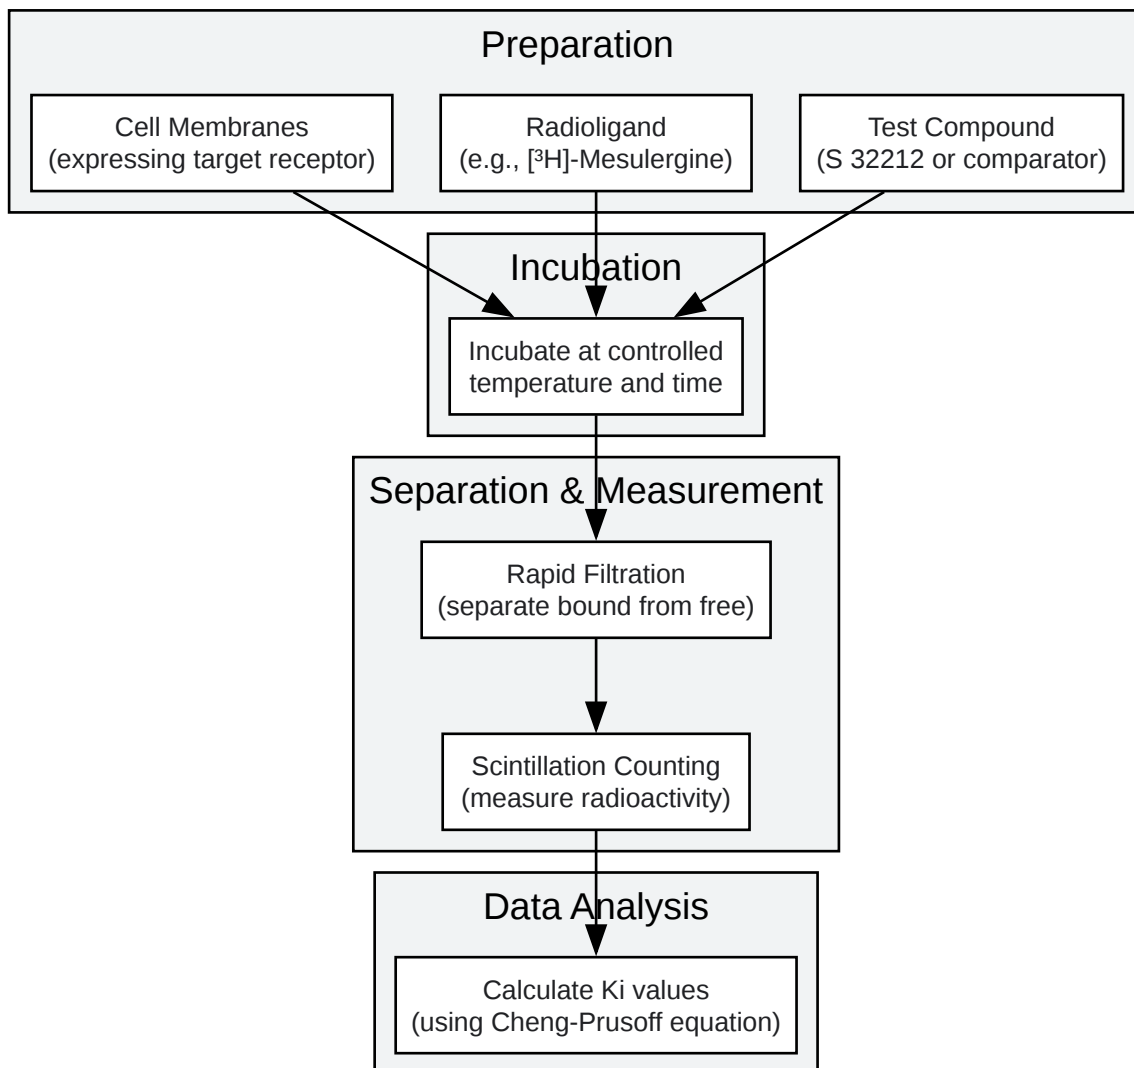 Preparation
Cell Membranes
(expressing target receptor)
Radioligand
(e.g., [³H]-Mesulergine)
Test Compound
(S 32212 or comparator)
Incubation
Incubate at controlled
temperature and time
Separation & Measurement
Rapid Filtration
(separate bound from free)
Scintillation Counting
(measure radioactivity)
Data Analysis
Calculate Ki values
(using Cheng-Prusoff equation)